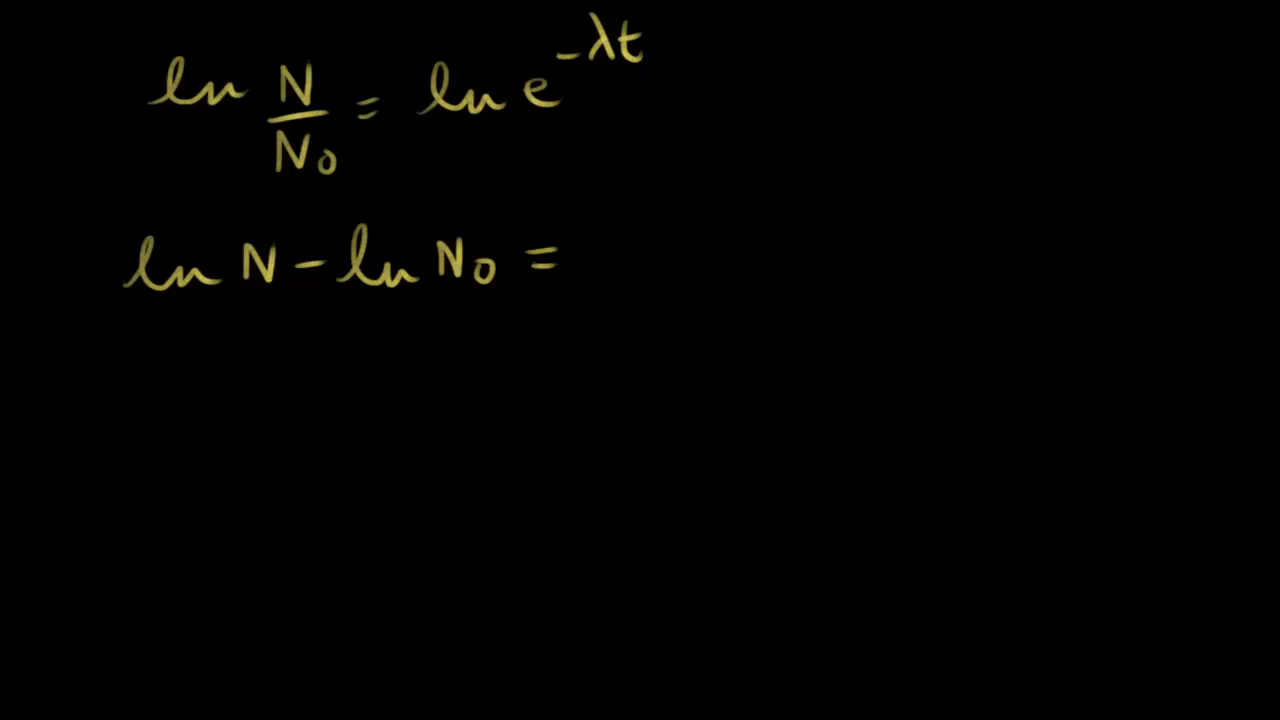 ln N/N₀ = ln e^(-λt)
ln N - ln N₀ =